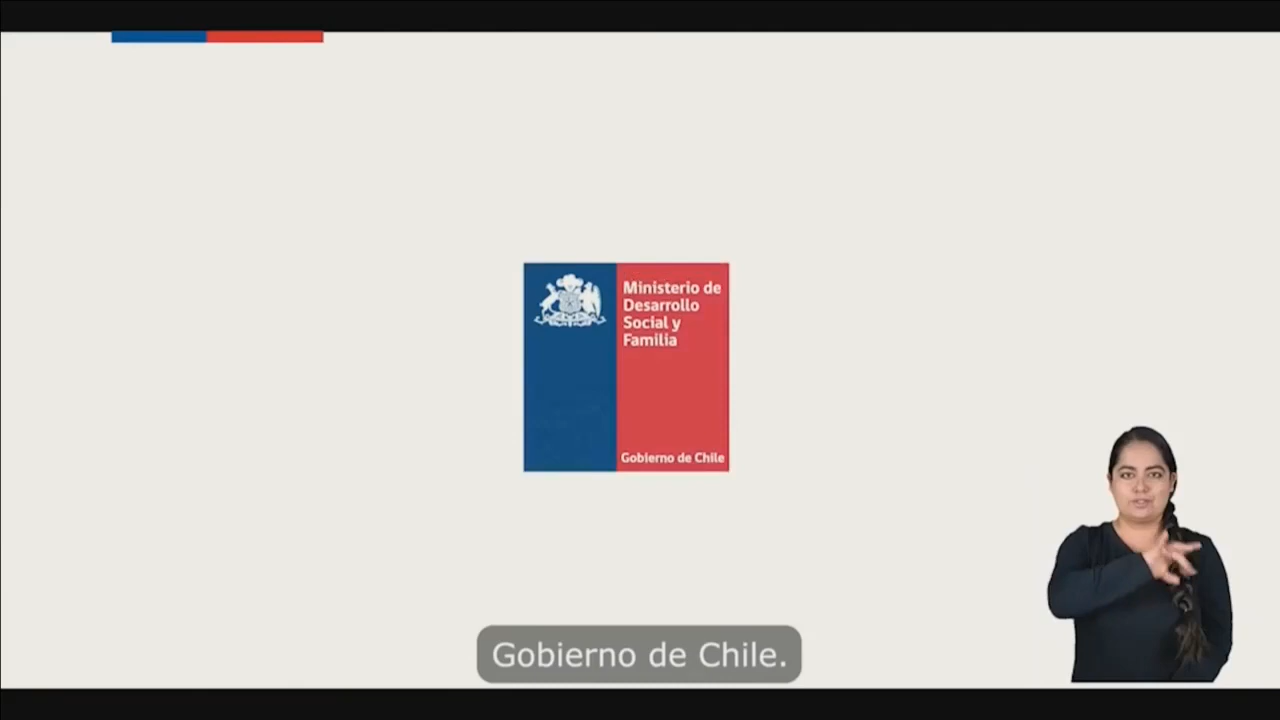 Ministerio de
Desarrollo
Social y
Familia
Gobierno de Chile
Gobierno de Chile.